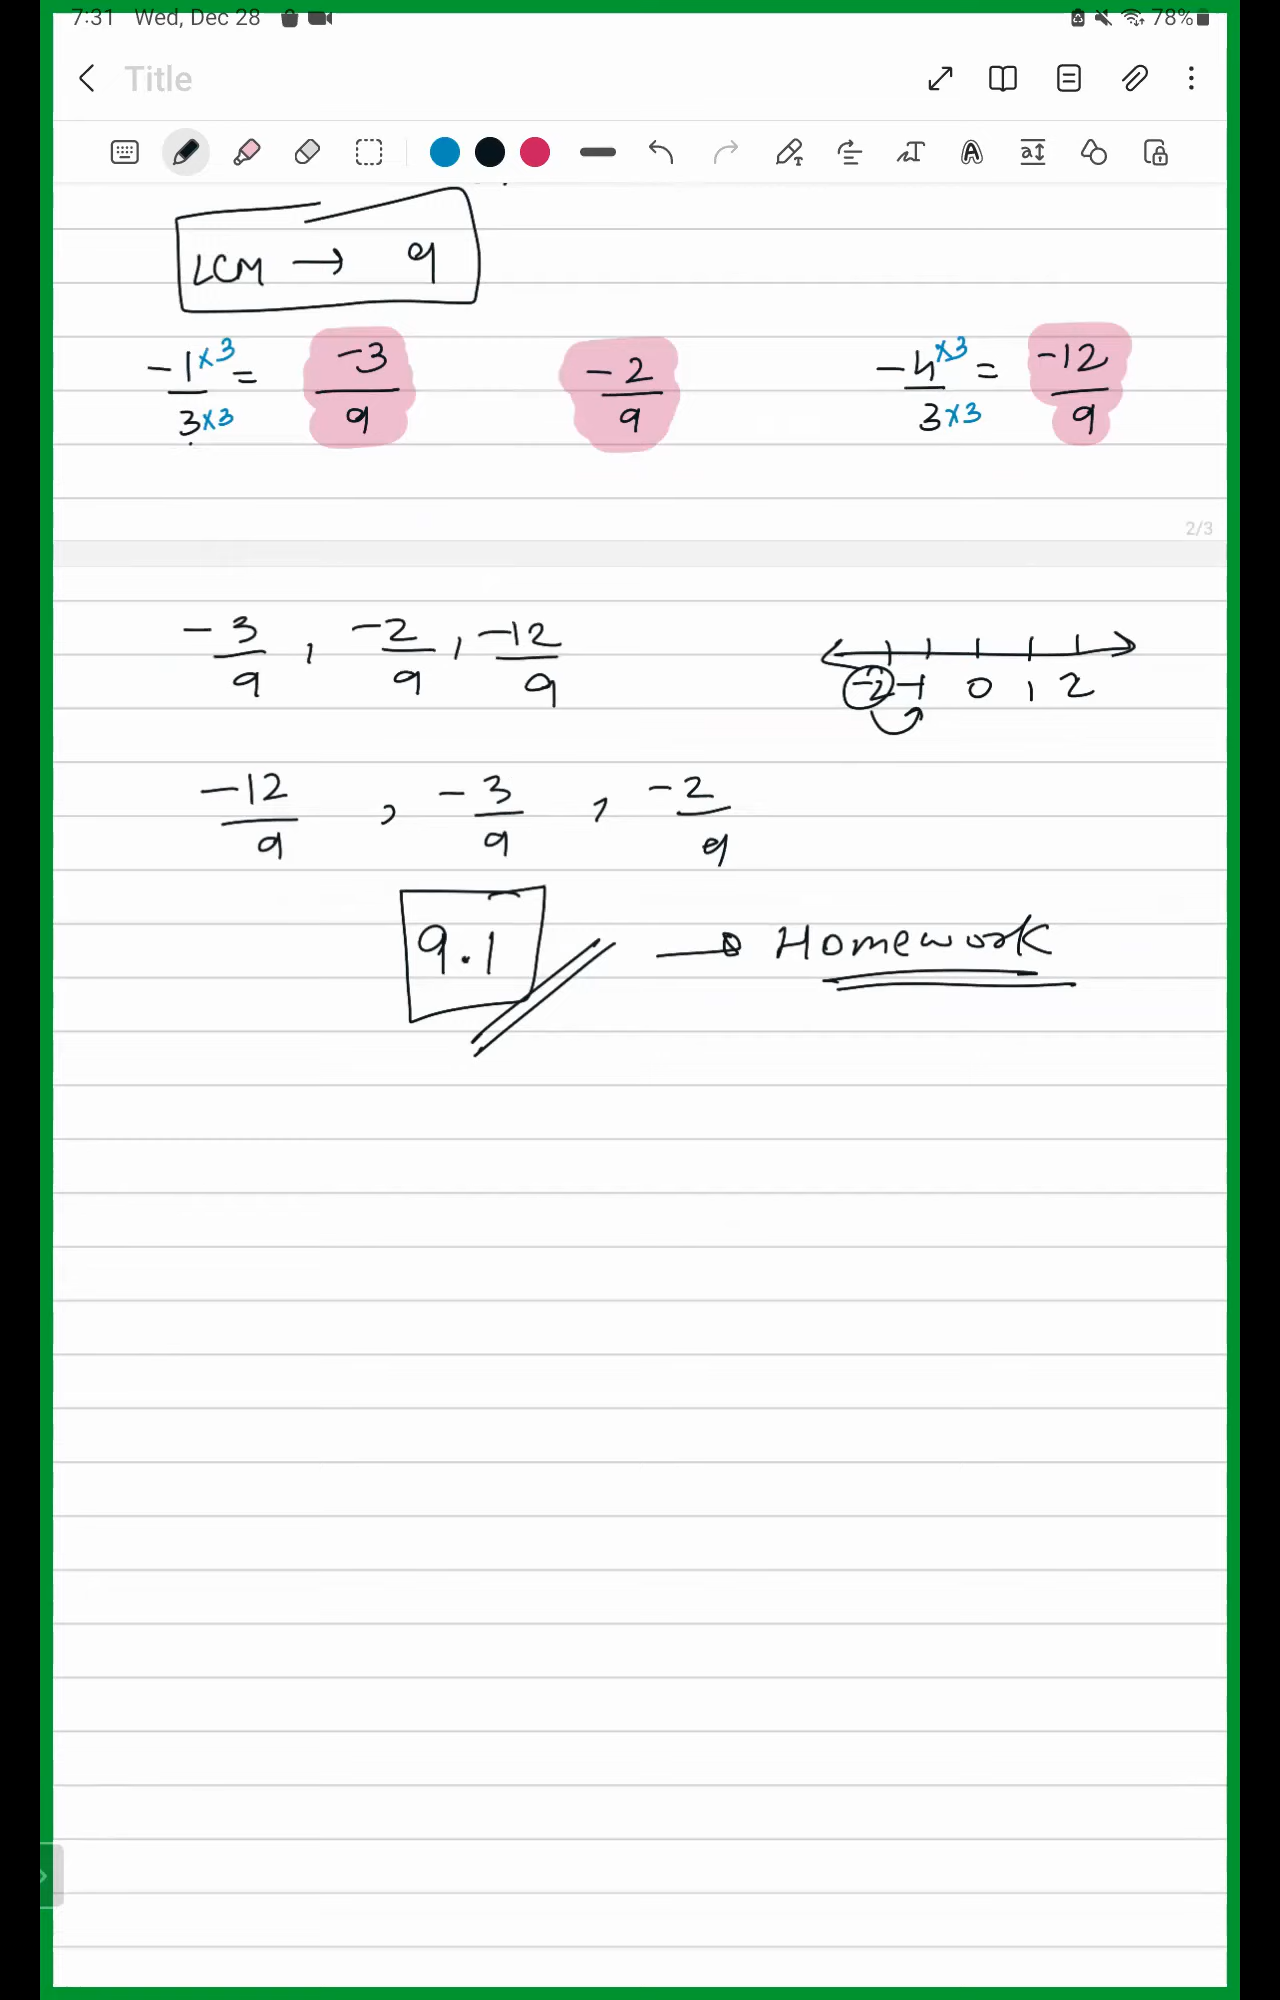 7:31 Wed, Dec 28 78%
Title
LCM → 9
-1×3/3×3 = -3/9 -2/9 -4×3/3×3 = -12/9
2/3
-3/9 , -2/9 , -12/9
-2 -1 0 1 2
-12/9 , -3/9 , -2/9
9.1 → Homework